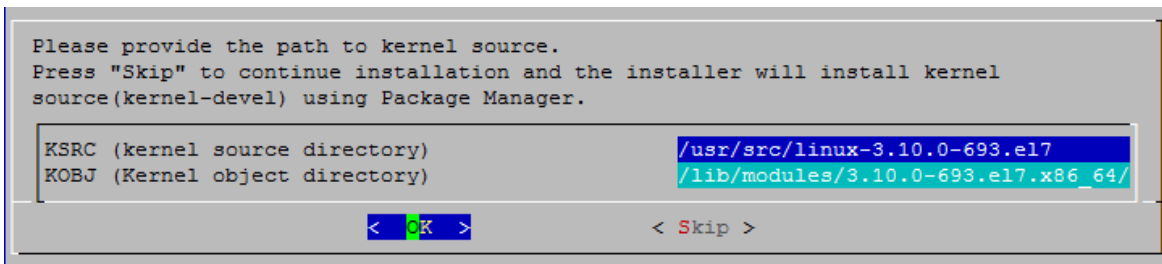 Please provide the path to kernel source.
Press "Skip" to continue installation and the installer will install kernel
source(kernel-devel) using Package Manager.
KSRC (kernel source directory) /usr/src/linux-3.10.0-693.el7
KOBJ (Kernel object directory) /lib/modules/3.10.0-693.el7.x86_64/
< OK > < Skip >